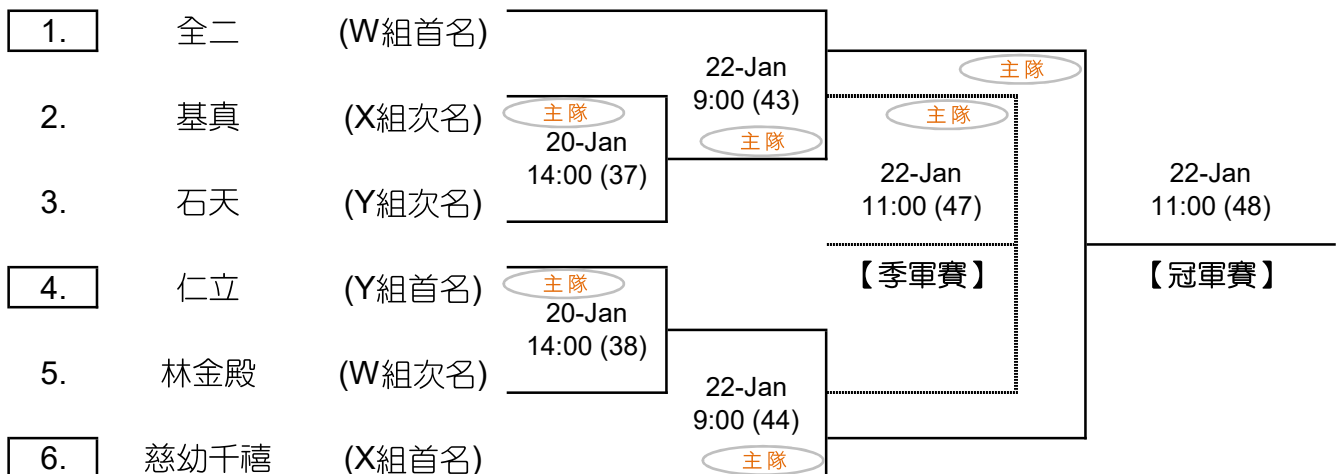 1. 全二 (W組首名)
22-Jan
9:00 (43)
主隊
主隊
2. 基真 (X組次名)
主隊
20-Jan
14:00 (37)
主隊
3. 石天 (Y組次名)
22-Jan
11:00 (47)
22-Jan
11:00 (48)
4. 仁立 (Y組首名)
主隊
20-Jan
14:00 (38)
【季軍賽】
【冠軍賽】
5. 林金殿 (W組次名)
22-Jan
9:00 (44)
主隊
6. 慈幼千禧 (X組首名)